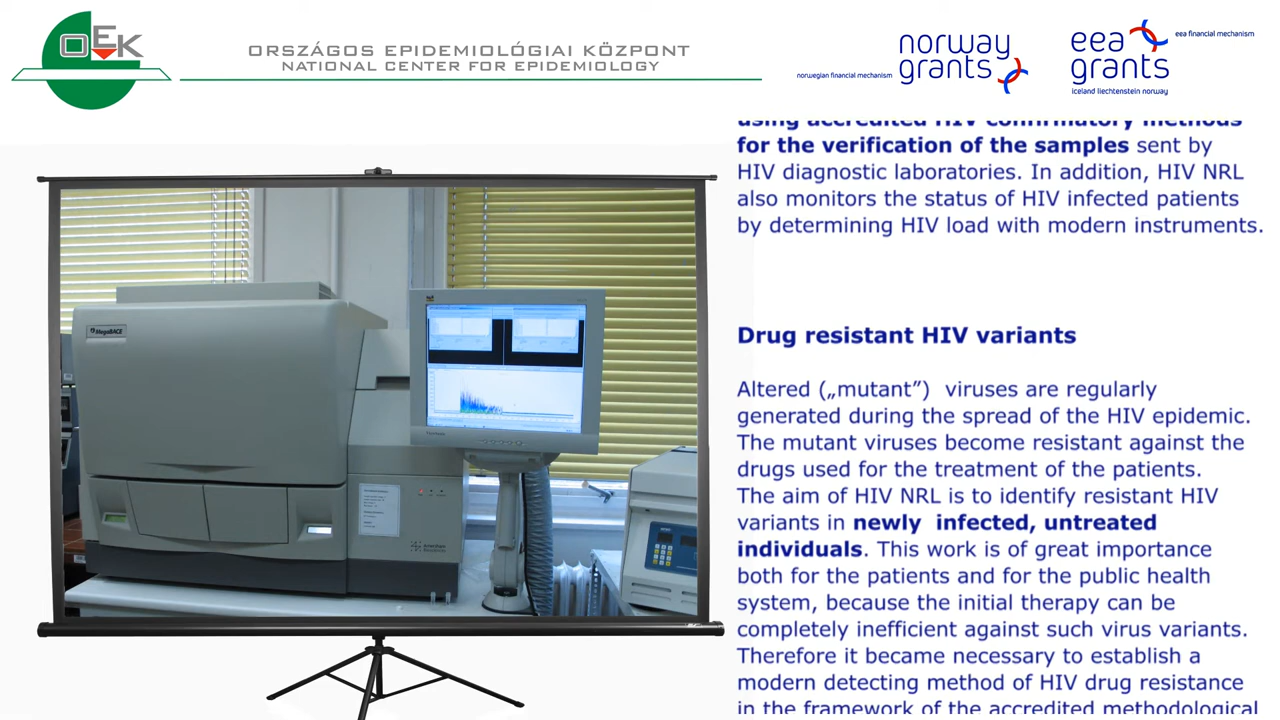 OEK
ORSZÁGOS EPIDEMIOLÓGIAI KÖZPONT
NATIONAL CENTER FOR EPIDEMIOLOGY
norwegian financial mechanism
norway
grants
eea
grants
eea financial mechanism
iceland liechtenstein norway
using accredited HIV confirmatory methods
for the verification of the samples sent by
HIV diagnostic laboratories. In addition, HIV NRL
also monitors the status of HIV infected patients
by determining HIV load with modern instruments.
Drug resistant HIV variants
Altered („mutant”) viruses are regularly
generated during the spread of the HIV epidemic.
The mutant viruses become resistant against the
drugs used for the treatment of the patients.
The aim of HIV NRL is to identify resistant HIV
variants in newly infected, untreated
individuals. This work is of great importance
both for the patients and for the public health
system, because the initial therapy can be
completely inefficient against such virus variants.
Therefore it became necessary to establish a
modern detecting method of HIV drug resistance
in the framework of the accredited methodological
MegaBACE